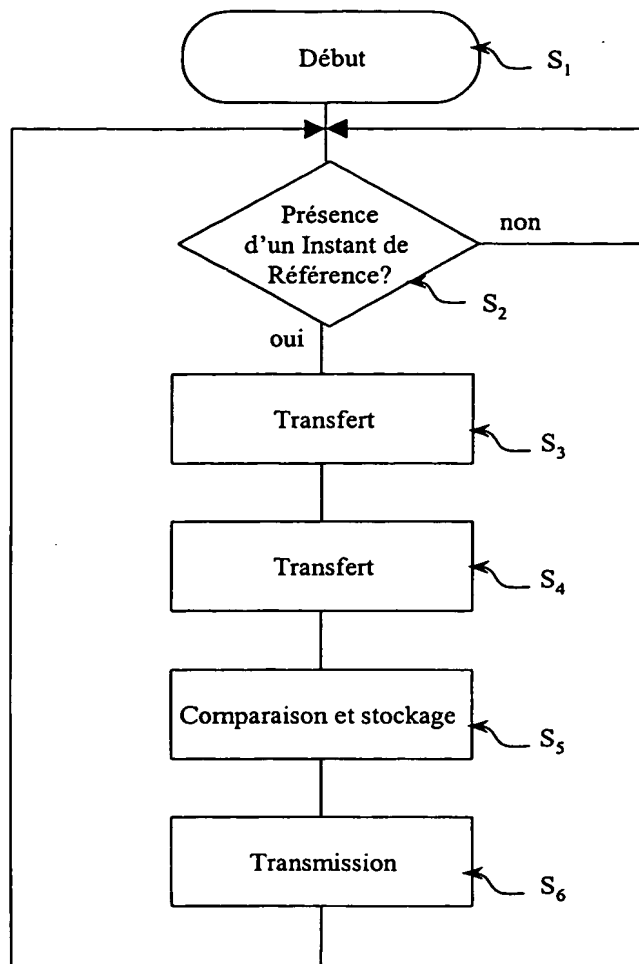 Début
S₁
Présence
d'un Instant de
Référence?
non
S₂
oui
Transfert
S₃
Transfert
S₄
Comparaison et stockage
S₅
Transmission
S₆